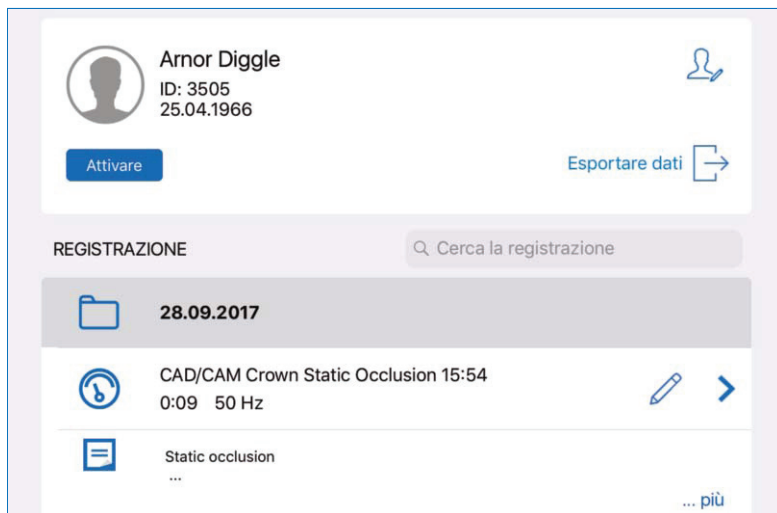 Arnor Diggle
ID: 3505
25.04.1966
Attivare
Esportare dati
REGISTRAZIONE
Cerca la registrazione
28.09.2017
CAD/CAM Crown Static Occlusion 15:54
0:09 50 Hz
Static occlusion
...
... più